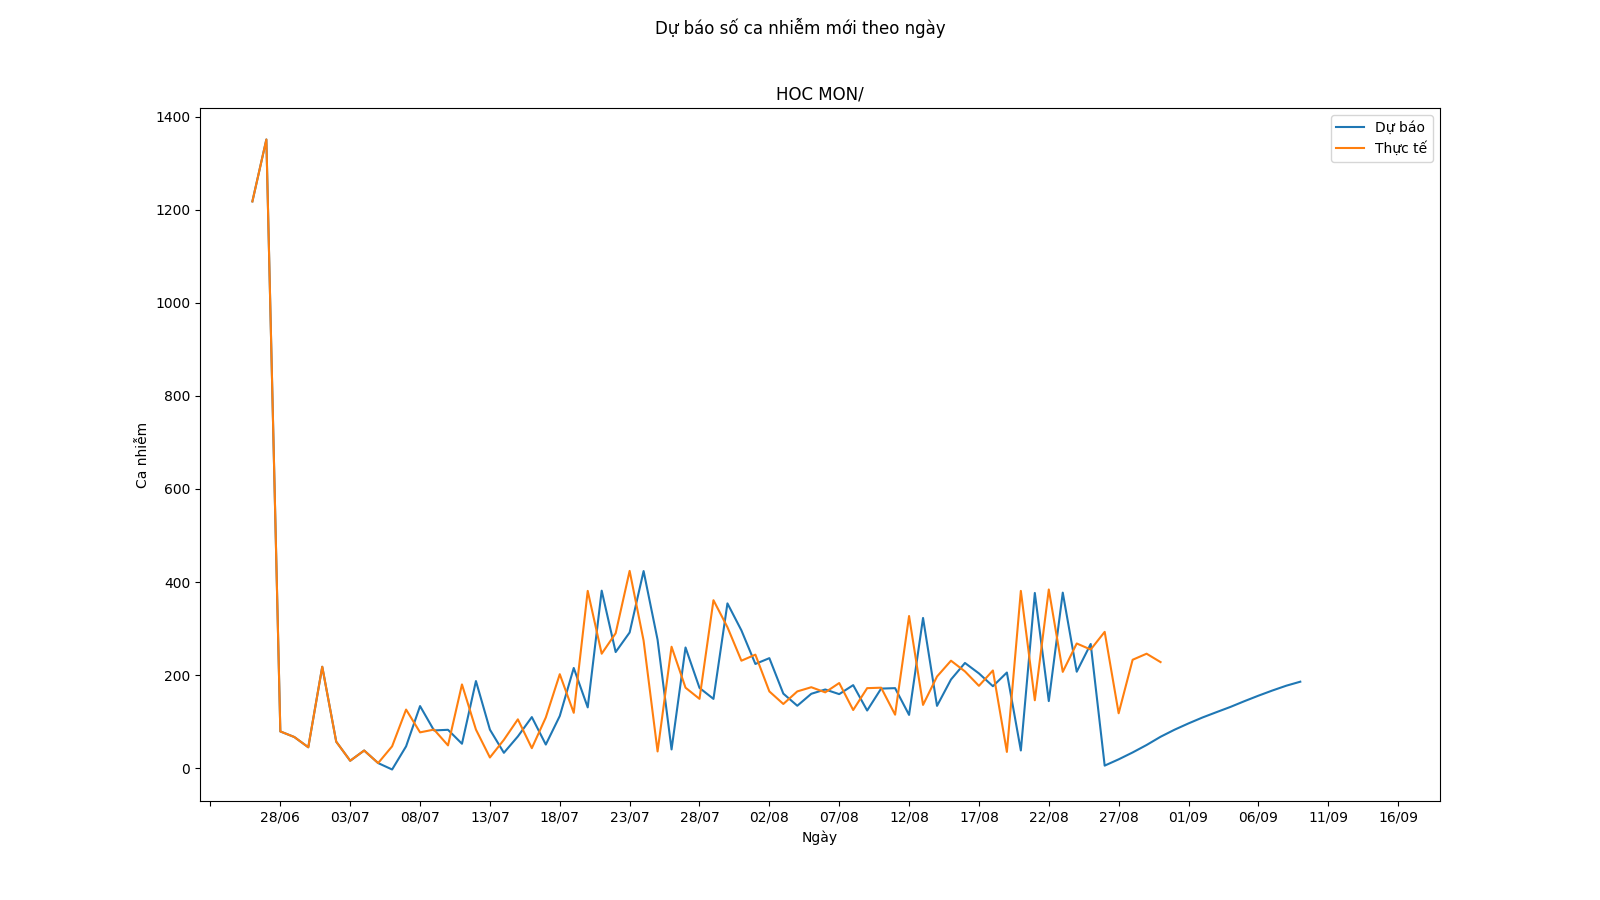 Dự báo số ca nhiễm mới theo ngày
HOC MON/
Dự báo
Thực tế
1400
1200
1000
800
600
400
200
0
Ca nhiễm
28/06 03/07 08/07 13/07 18/07 23/07 28/07 02/08 07/08 12/08 17/08 22/08 27/08 01/09 06/09 11/09 16/09
Ngày